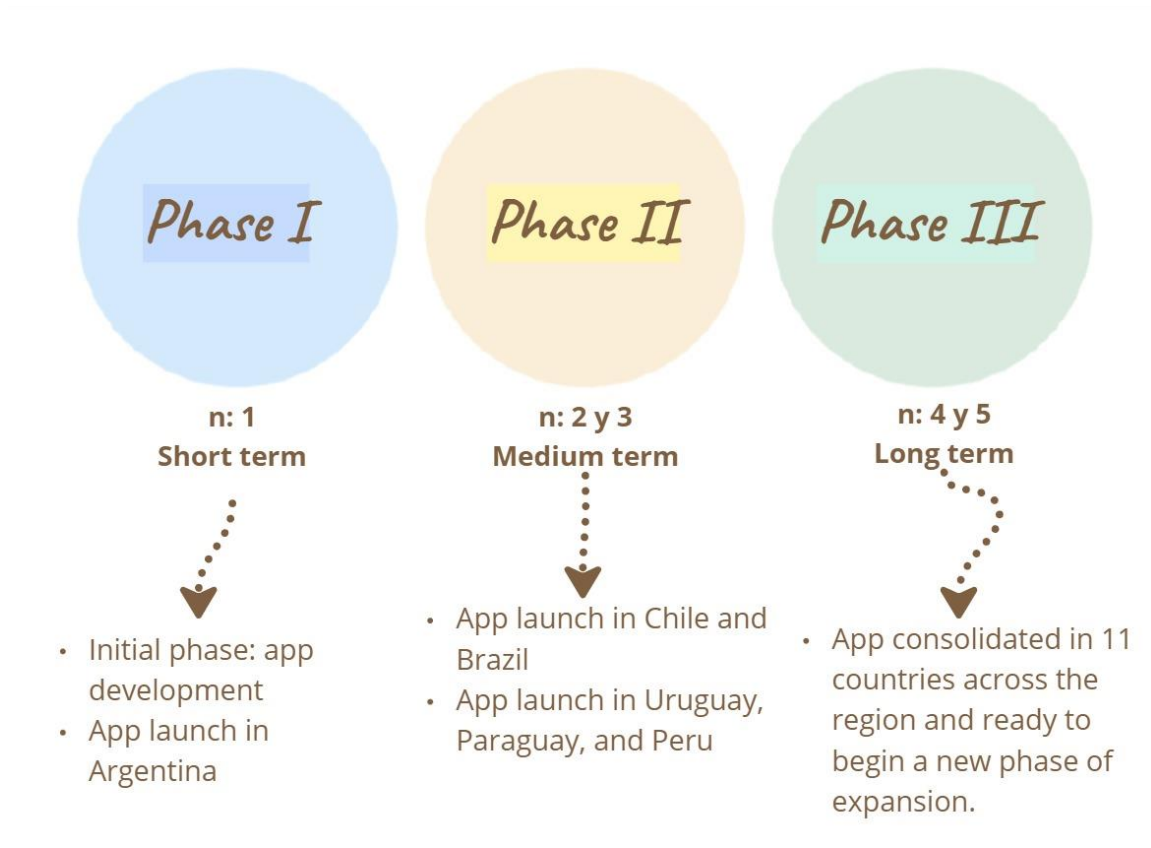 Phase I
n: 1
Short term
• Initial phase: app
development
• App launch in
Argentina
Phase II
n: 2 y 3
Medium term
• App launch in Chile and
Brazil
• App launch in Uruguay,
Paraguay, and Peru
Phase III
n: 4 y 5
Long term
• App consolidated in 11
countries across the
region and ready to
begin a new phase of
expansion.